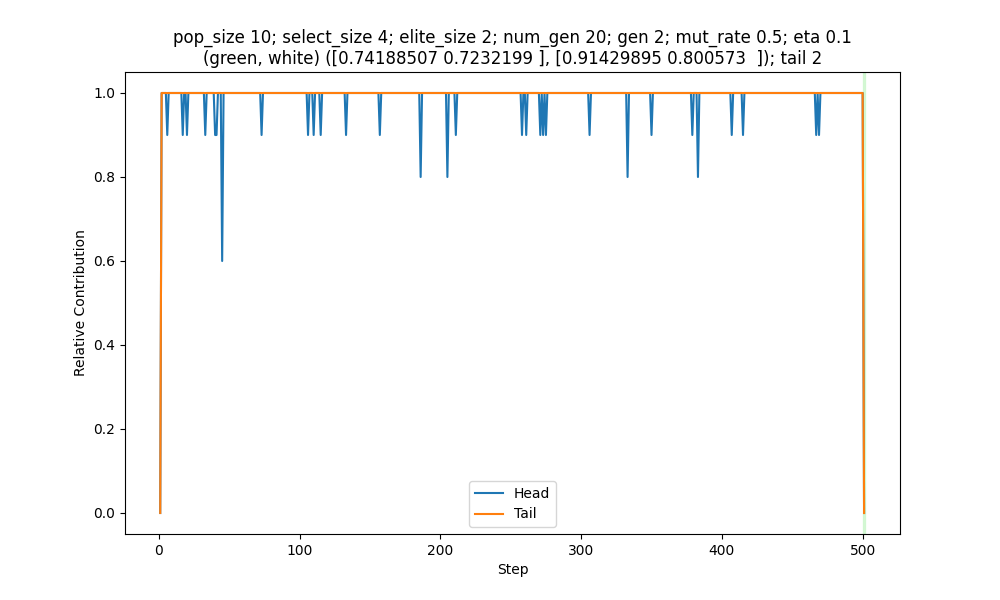 pop_size 10; select_size 4; elite_size 2; num_gen 20; gen 2; mut_rate 0.5; eta 0.1
(green, white) ([0.74188507 0.7232199 ], [0.91429895 0.800573  ]); tail 2
1.0
0.8
0.6
0.4
0.2
0.0
Relative Contribution
Head
Tail
0
100
200
300
400
500
Step